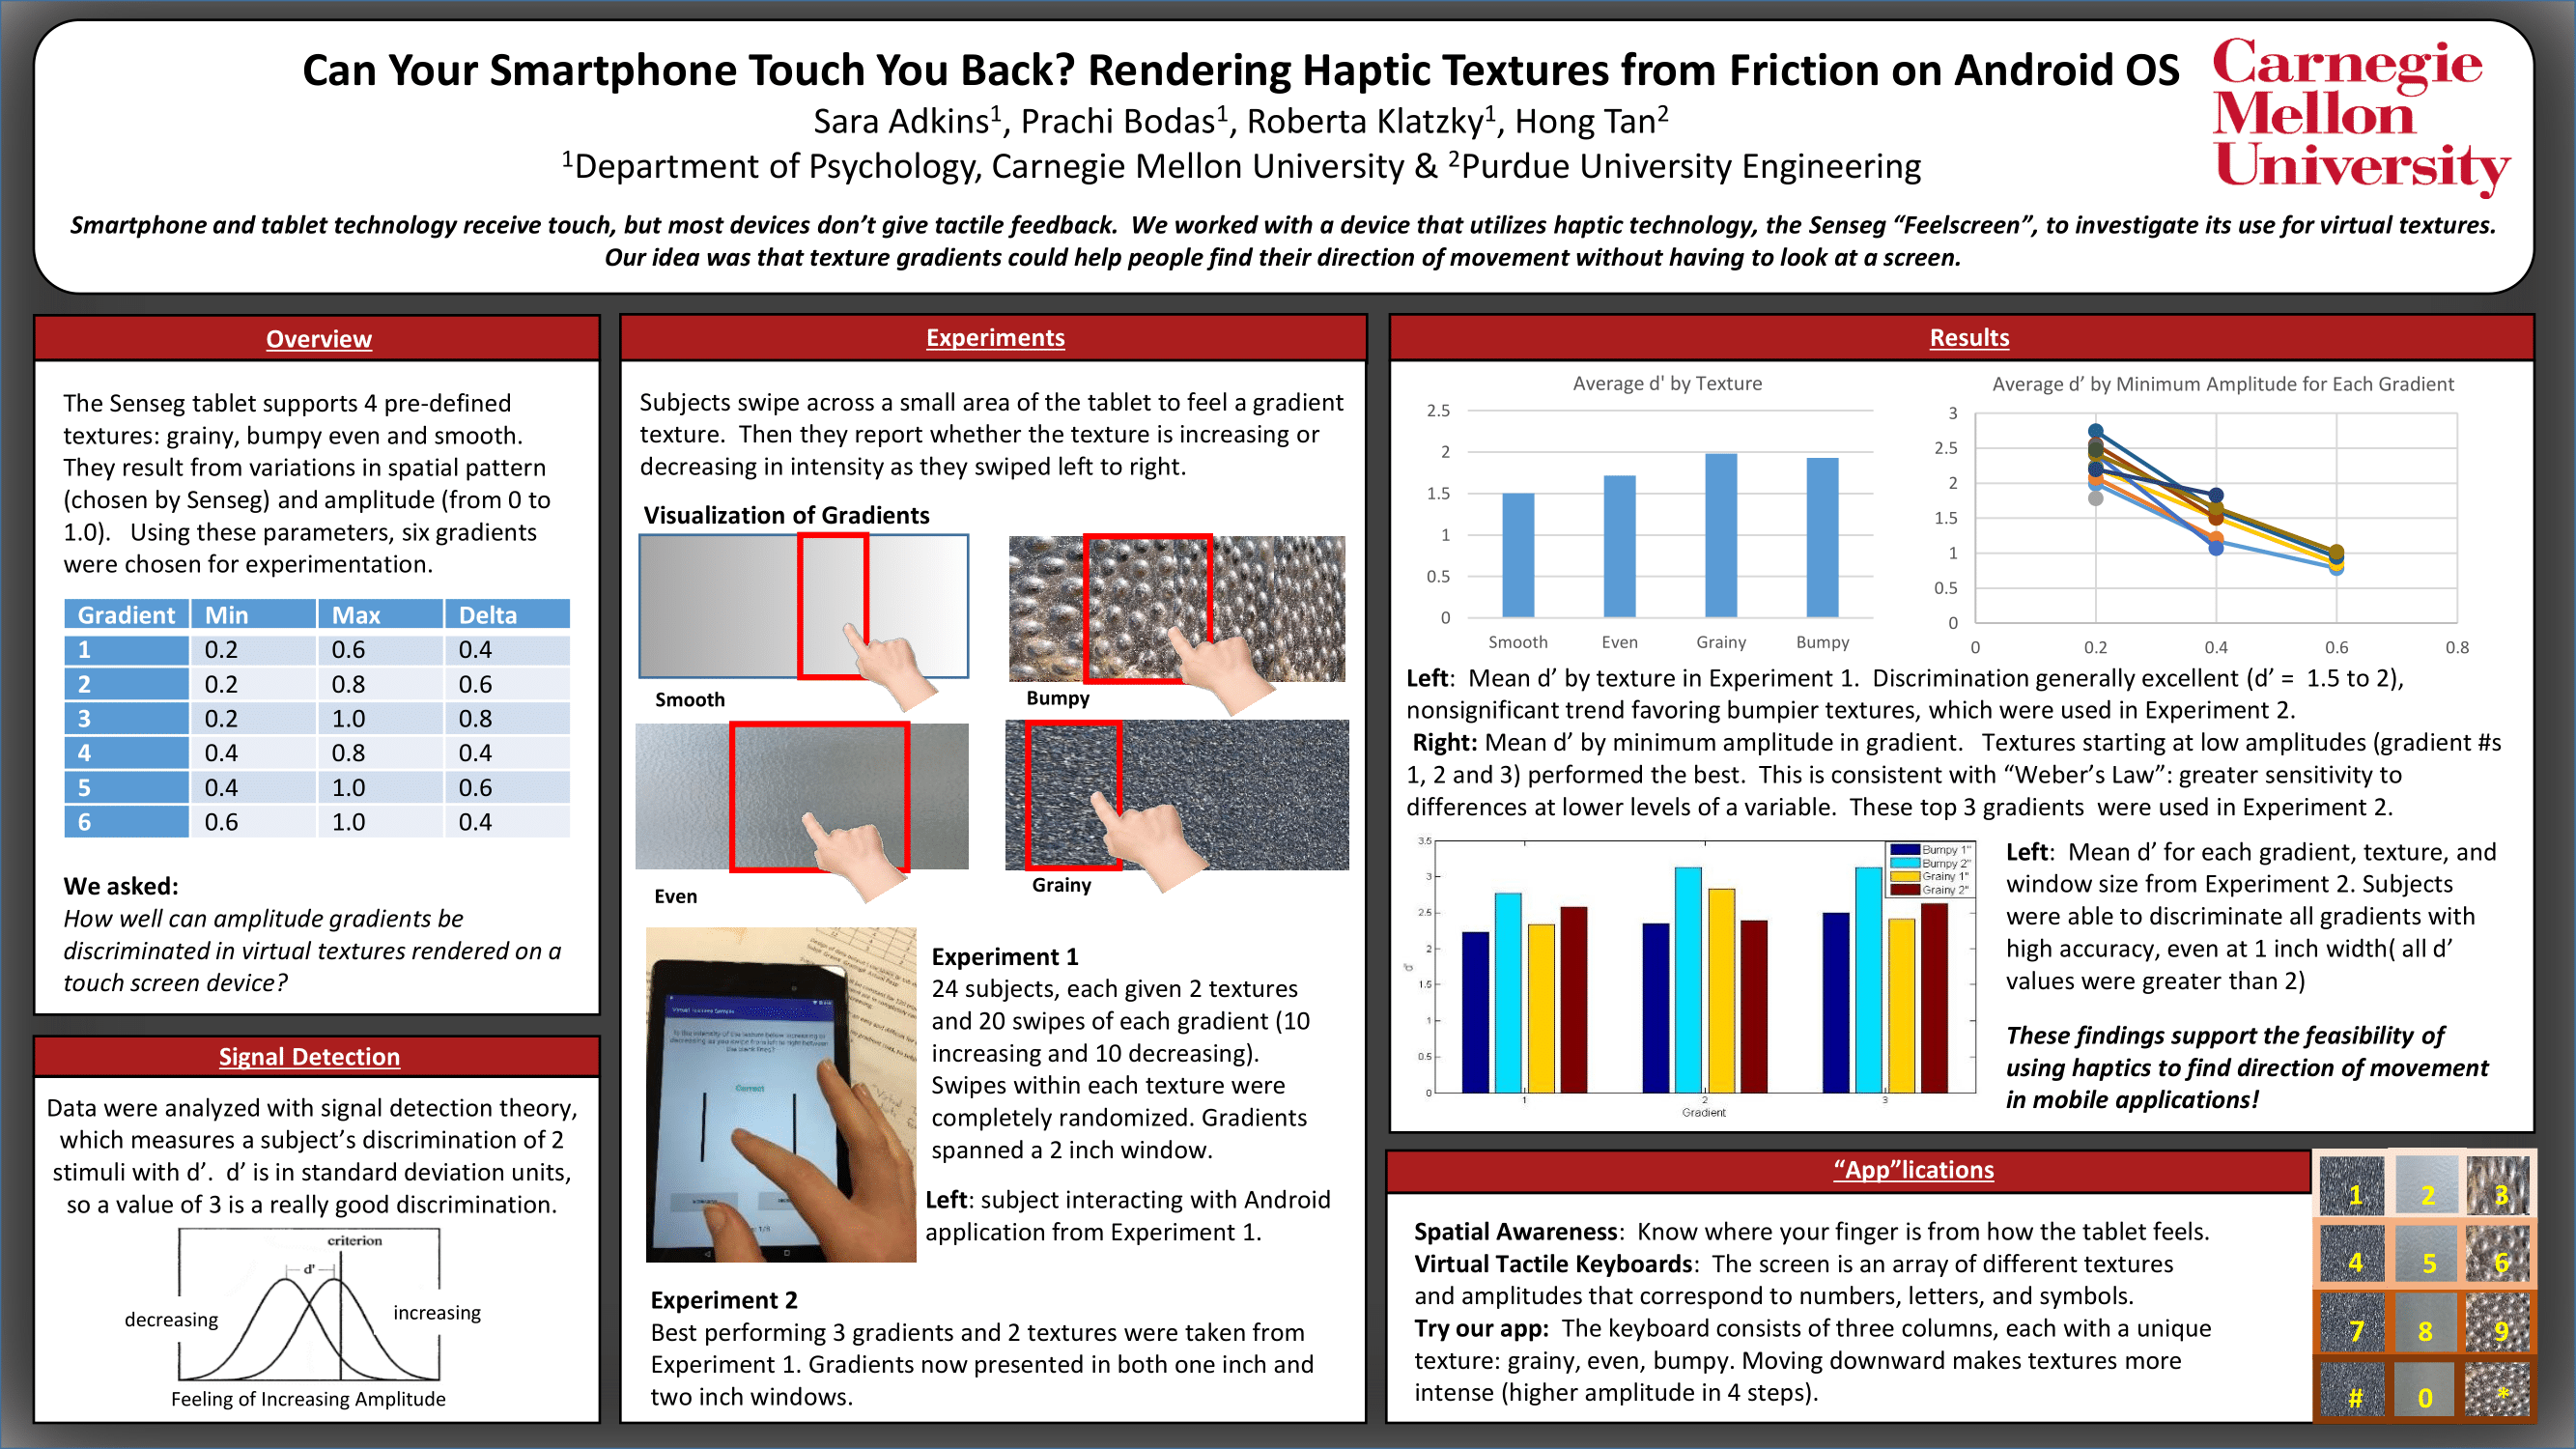 Can Your Smartphone Touch You Back? Rendering Haptic Textures from Friction on Android OS
Sara Adkins1, Prachi Bodas1, Roberta Klatzky1, Hong Tan2
1Department of Psychology, Carnegie Mellon University & 2Purdue University Engineering
Carnegie
Mellon
University
Smartphone and tablet technology receive touch, but most devices don’t give tactile feedback.  We worked with a device that utilizes haptic technology, the Senseg “Feelscreen”, to investigate its use for virtual textures.
Our idea was that texture gradients could help people find their direction of movement without having to look at a screen.
Overview
The Senseg tablet supports 4 pre-defined
textures: grainy, bumpy even and smooth.
They result from variations in spatial pattern
(chosen by Senseg) and amplitude (from 0 to
1.0).   Using these parameters, six gradients
were chosen for experimentation.
Gradient Min Max Delta
1 0.2 0.6 0.4
2 0.2 0.8 0.6
3 0.2 1.0 0.8
4 0.4 0.8 0.4
5 0.4 1.0 0.6
6 0.6 1.0 0.4
We asked:
How well can amplitude gradients be
discriminated in virtual textures rendered on a
touch screen device?
Signal Detection
Data were analyzed with signal detection theory,
which measures a subject’s discrimination of 2
stimuli with d’.  d’ is in standard deviation units,
so a value of 3 is a really good discrimination.
criterion
d'
decreasing
increasing
Feeling of Increasing Amplitude
Experiments
Subjects swipe across a small area of the tablet to feel a gradient
texture.  Then they report whether the texture is increasing or
decreasing in intensity as they swiped left to right.
Visualization of Gradients
Smooth
Bumpy
Even
Grainy
Correct
Experiment 1
24 subjects, each given 2 textures
and 20 swipes of each gradient (10
increasing and 10 decreasing).
Swipes within each texture were
completely randomized. Gradients
spanned a 2 inch window.
Left: subject interacting with Android
application from Experiment 1.
Experiment 2
Best performing 3 gradients and 2 textures were taken from
Experiment 1. Gradients now presented in both one inch and
two inch windows.
Results
Average d' by Texture
2.5
2
1.5
1
0.5
0
Smooth Even Grainy Bumpy
Average d’ by Minimum Amplitude for Each Gradient
3
2.5
2
1.5
1
0.5
0
0 0.2 0.4 0.6 0.8
Left:  Mean d’ by texture in Experiment 1.  Discrimination generally excellent (d’ =  1.5 to 2),
nonsignificant trend favoring bumpier textures, which were used in Experiment 2.
Right: Mean d’ by minimum amplitude in gradient.   Textures starting at low amplitudes (gradient #s
1, 2 and 3) performed the best.  This is consistent with “Weber’s Law”: greater sensitivity to
differences at lower levels of a variable.  These top 3 gradients  were used in Experiment 2.
3.5
3
2.5
2
1.5
1
0.5
0
d'
1 2 3
Gradient
Bumpy 1"
Bumpy 2"
Grainy 1"
Grainy 2"
Left:  Mean d’ for each gradient, texture, and
window size from Experiment 2. Subjects
were able to discriminate all gradients with
high accuracy, even at 1 inch width( all d’
values were greater than 2)
These findings support the feasibility of
using haptics to find direction of movement
in mobile applications!
“App”lications
Spatial Awareness:  Know where your finger is from how the tablet feels.
Virtual Tactile Keyboards:  The screen is an array of different textures
and amplitudes that correspond to numbers, letters, and symbols.
Try our app:  The keyboard consists of three columns, each with a unique
texture: grainy, even, bumpy. Moving downward makes textures more
intense (higher amplitude in 4 steps).
1 2 3
4 5 6
7 8 9
# 0 *